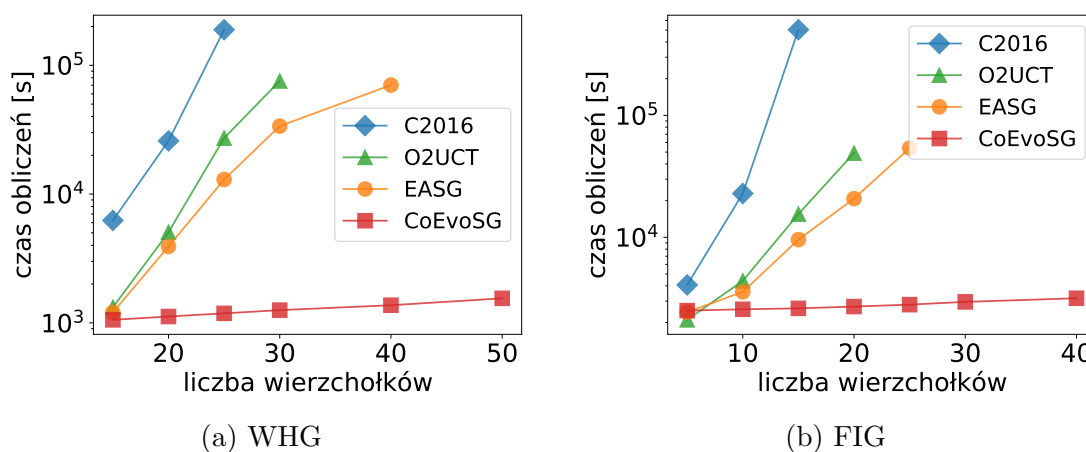 czas obliczeń [s]
10^5
10^4
10^3
C2016
O2UCT
EASG
CoEvoSG
20
30
40
50
liczba wierzchołków
(a) WHG
czas obliczeń [s]
10^5
10^4
C2016
O2UCT
EASG
CoEvoSG
10
20
30
40
liczba wierzchołków
(b) FIG